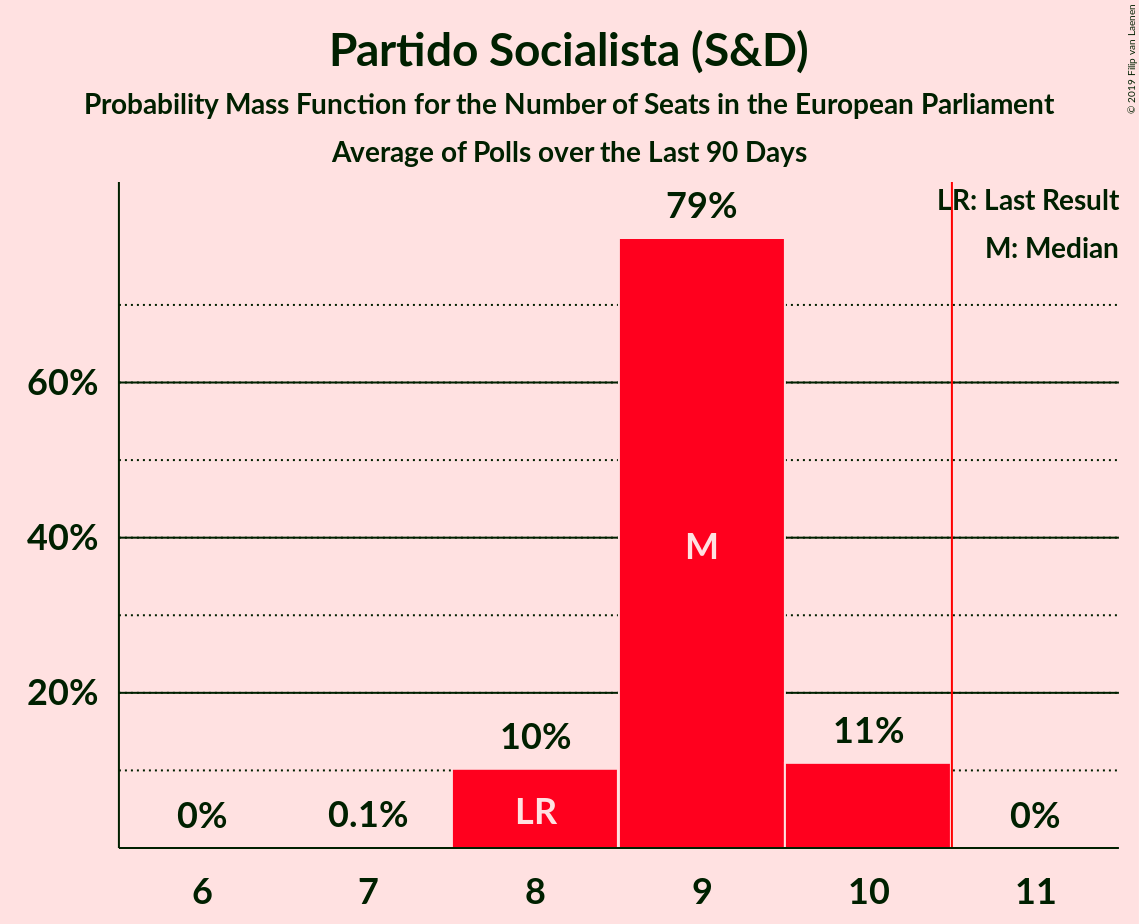 Partido Socialista (S&D)
Probability Mass Function for the Number of Seats in the European Parliament
Average of Polls over the Last 90 Days
© 2019 Filip van Laenen
LR: Last Result
M: Median
79%
60%
40%
M
20%
10%
11%
0%
0.1%
LR
0%
6
7
8
9
10
11